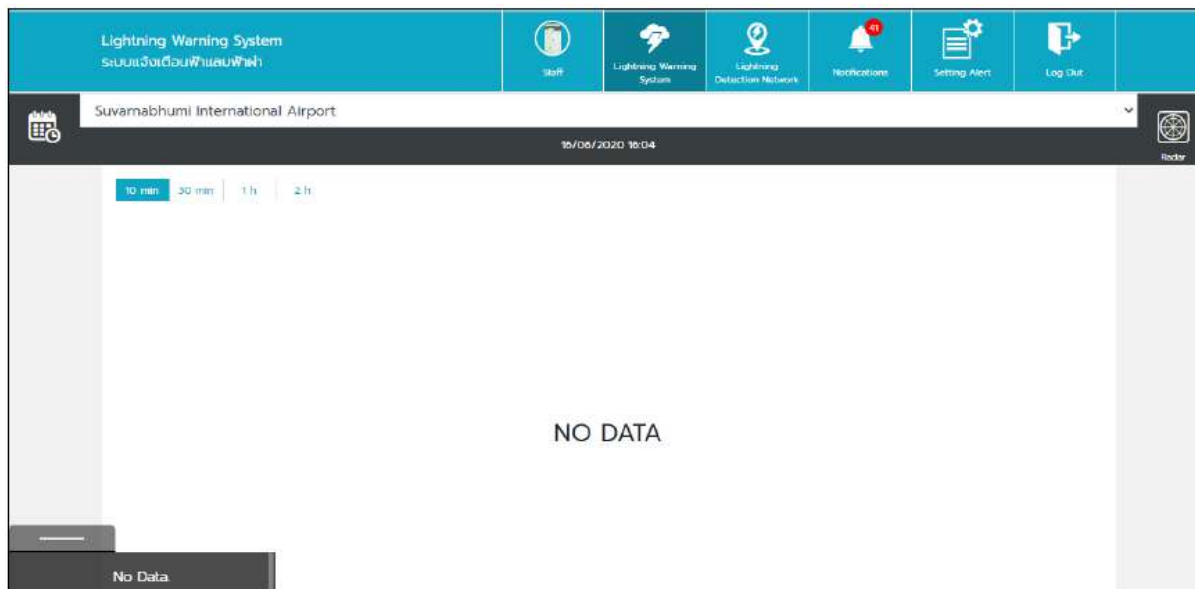 Lightning Warning System
ระบบแจ้งเตือนฟ้าแลบฟ้าผ่า
Staff
Lightning Warning
System
Lightning
Detection Network
41
Notifications
Setting Alert
Log Out
Suvarnabhumi International Airport
16/06/2020 16:04
Radar
10 min 30 min 1 h 2 h
NO DATA
No Data.